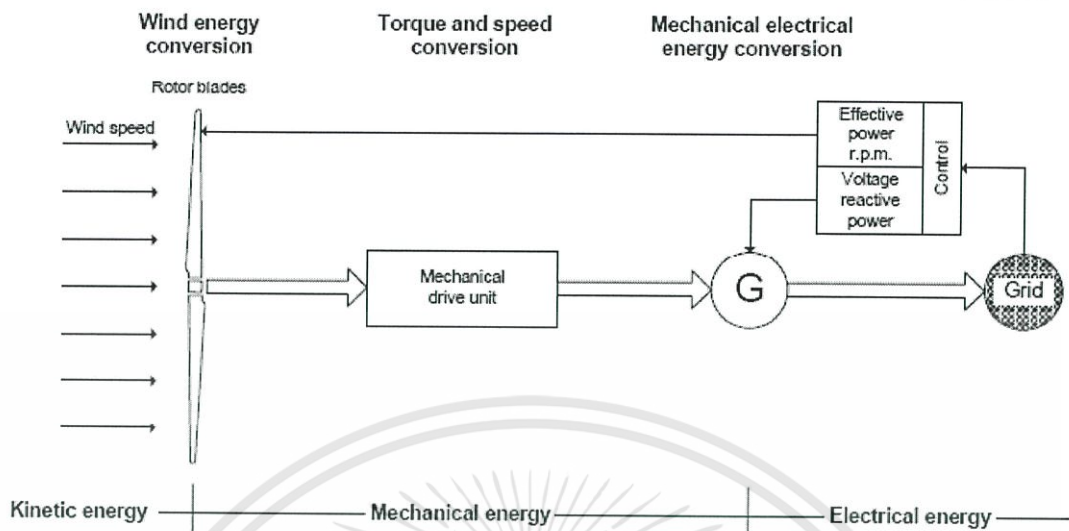 Wind energy
conversion
Torque and speed
conversion
Mechanical electrical
energy conversion
Rotor blades
Wind speed
Effective
power
r.p.m.
Voltage
reactive
power
Control
Mechanical
drive unit
G
Grid
Kinetic energy
Mechanical energy
Electrical energy